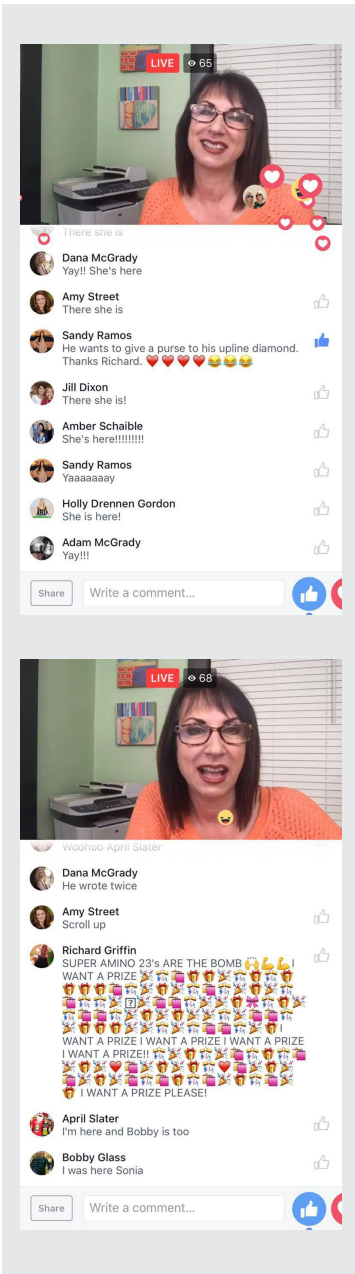 LIVE 65
There she is
Dana McGrady
Yay!! She's here
Amy Street
There she is
Sandy Ramos
He wants to give a purse to his upline diamond.
Thanks Richard. ❤️❤️❤️❤️😂😂😂
Jill Dixon
There she is!
Amber Schaible
She's here!!!!!!!!!
Sandy Ramos
Yaaaaaaay
Holly Drennen Gordon
She is here!
Adam McGrady
Yay!!!
Share Write a comment...
LIVE 68
Woohoo April Slater
Dana McGrady
He wrote twice
Amy Street
Scroll up
Richard Griffin
SUPER AMINO 23's ARE THE BOMB 🙌💪💪I
WANT A PRIZE
I
WANT A PRIZE I WANT A PRIZE I WANT A PRIZE
I WANT A PRIZE!!
I WANT A PRIZE PLEASE!
April Slater
I'm here and Bobby is too
Bobby Glass
I was here Sonia
Share Write a comment...